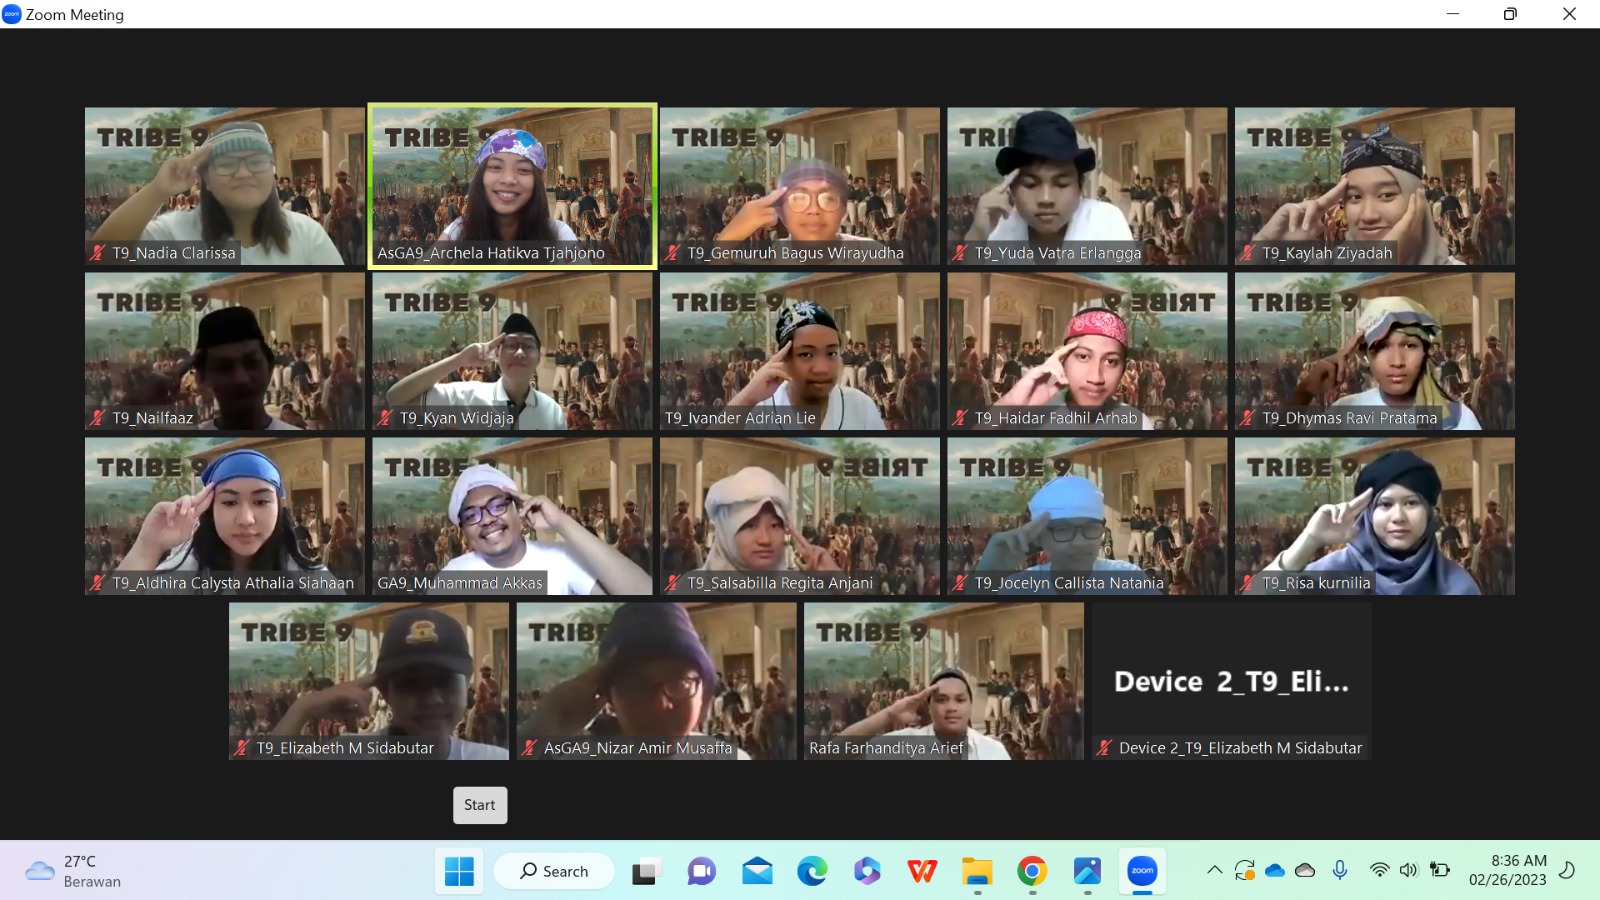 Zoom Meeting
TRIBE 9
T9_Nadia Clarissa
TRIBE 9
AsGA9_Archela Hatikva Tjahjono
TRIBE 9
T9_Gemuruh Bagus Wirayudha
TRI
T9_Yuda Vatra Erlangga
TRIBE 9
T9_Kaylah Ziyadah
TRIBE 9
T9_Nailfaaz
TRIBE 9
T9_Kyan Widjaja
TRIBE 9
T9_Ivander Adrian Lie
TRIBE 9
T9_Haidar Fadhil Arhab
TRIBE 9
T9_Dhymas Ravi Pratama
TRIBE 9
T9_Aldhira Calysta Athalia Siahaan
TRIBE
GA9_Muhammad Akkas
TRIBE 9
T9_Salsabilla Regita Anjani
TRIBE 9
T9_Jocelyn Callista Natania
TRIBE 9
T9_Risa kurnilia
TRIBE 9
T9_Elizabeth M Sidabutar
TRIBE
AsGA9_Nizar Amir Musaffa
TRIBE 9
Rafa Farhanditya Arief
Device 2_T9_Eli...
Device 2_T9_Elizabeth M Sidabutar
Start
27°C
Berawan
Search
zoom
8:36 AM
02/26/2023